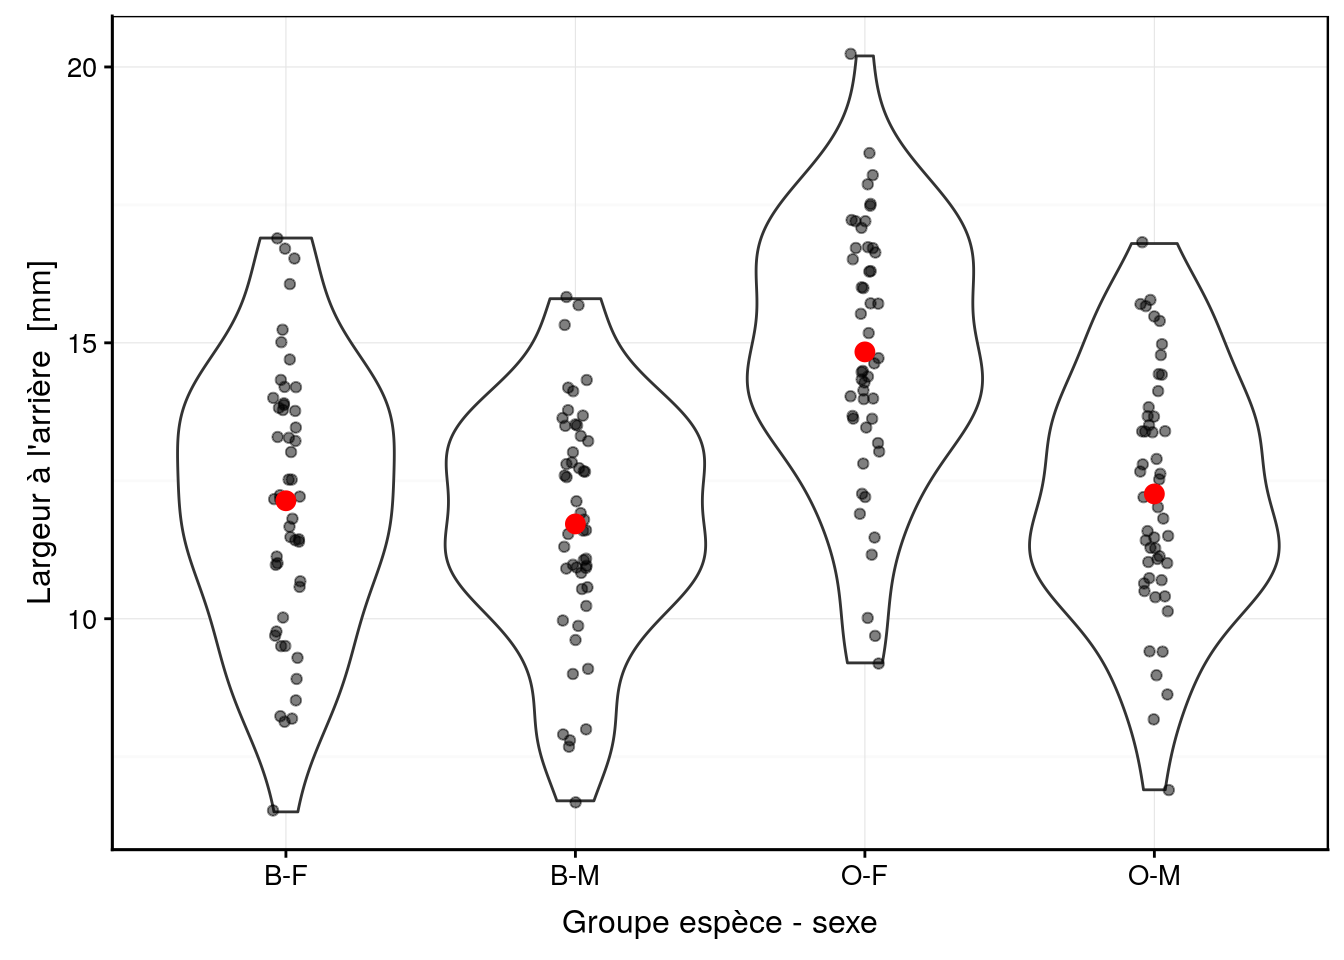 20
15
10
Largeur à l'arrière  [mm]
B-F
B-M
O-F
O-M
Groupe espèce - sexe